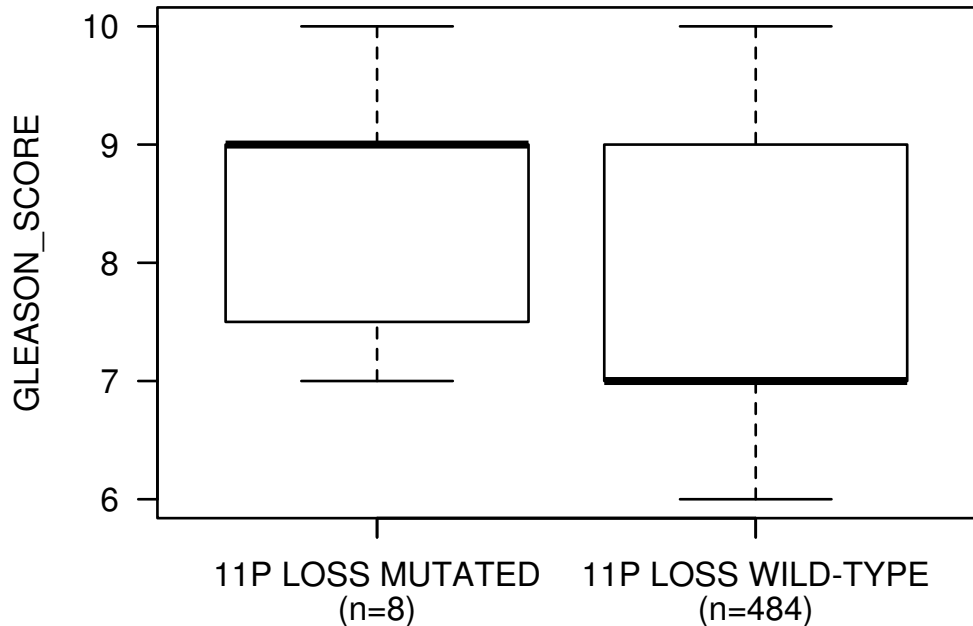 GLEASON_SCORE
10
9
8
7
6
11P LOSS MUTATED
(n=8)
11P LOSS WILD-TYPE
(n=484)